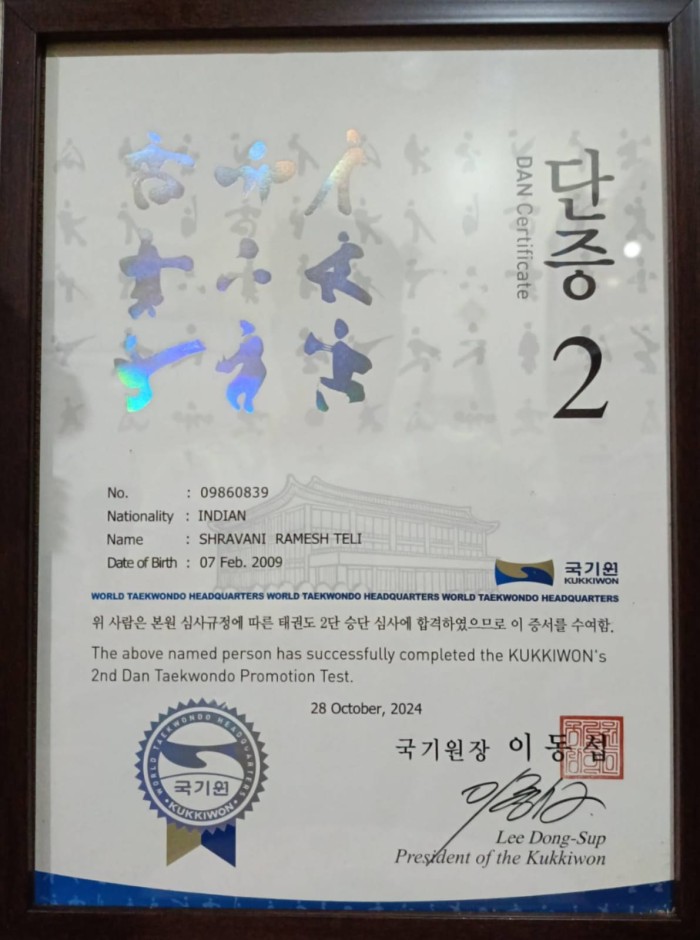 단증
DAN Certificate
2
No. : 09860839
Nationality : INDIAN
Name : SHRAVANI RAMESH TELI
Date of Birth : 07 Feb. 2009
국기원
KUKKIWON
WORLD TAEKWONDO HEADQUARTERS WORLD TAEKWONDO HEADQUARTERS WORLD TAEKWONDO HEADQUARTERS
위 사람은 본원 심사규정에 따른 태권도 2단 승단 심사에 합격하였으므로 이 증서를 수여함.
The above named person has successfully completed the KUKKIWON's
2nd Dan Taekwondo Promotion Test.
28 October, 2024
WORLD TAEKWONDO HEADQUARTERS
국기원
KUKKIWON
국기원장 이동섭
Lee Dong-Sup
President of the Kukkiwon